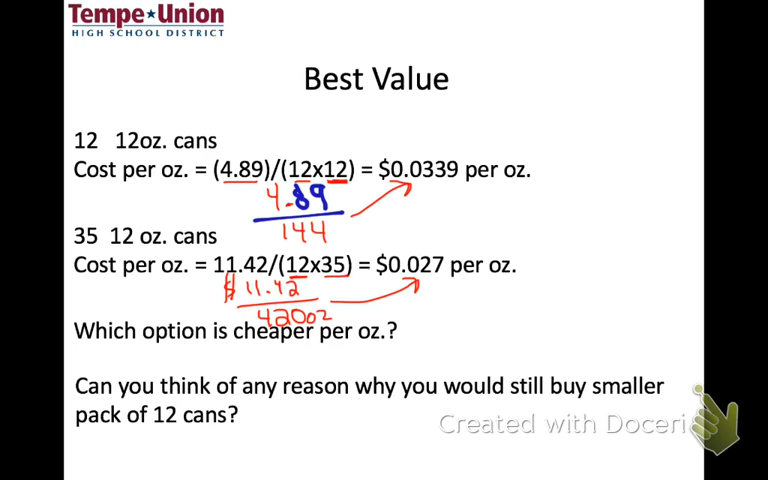 Tempe★Union
HIGH SCHOOL DISTRICT
Best Value
12 12oz. cans
Cost per oz. = (4.89)/(12x12) = $0.0339 per oz.
4.89
144
35 12 oz. cans
Cost per oz. = 11.42/(12x35) = $0.027 per oz.
$ 11.42
420oz
Which option is cheaper per oz.?
Can you think of any reason why you would still buy smaller
pack of 12 cans?
Created with Doceri